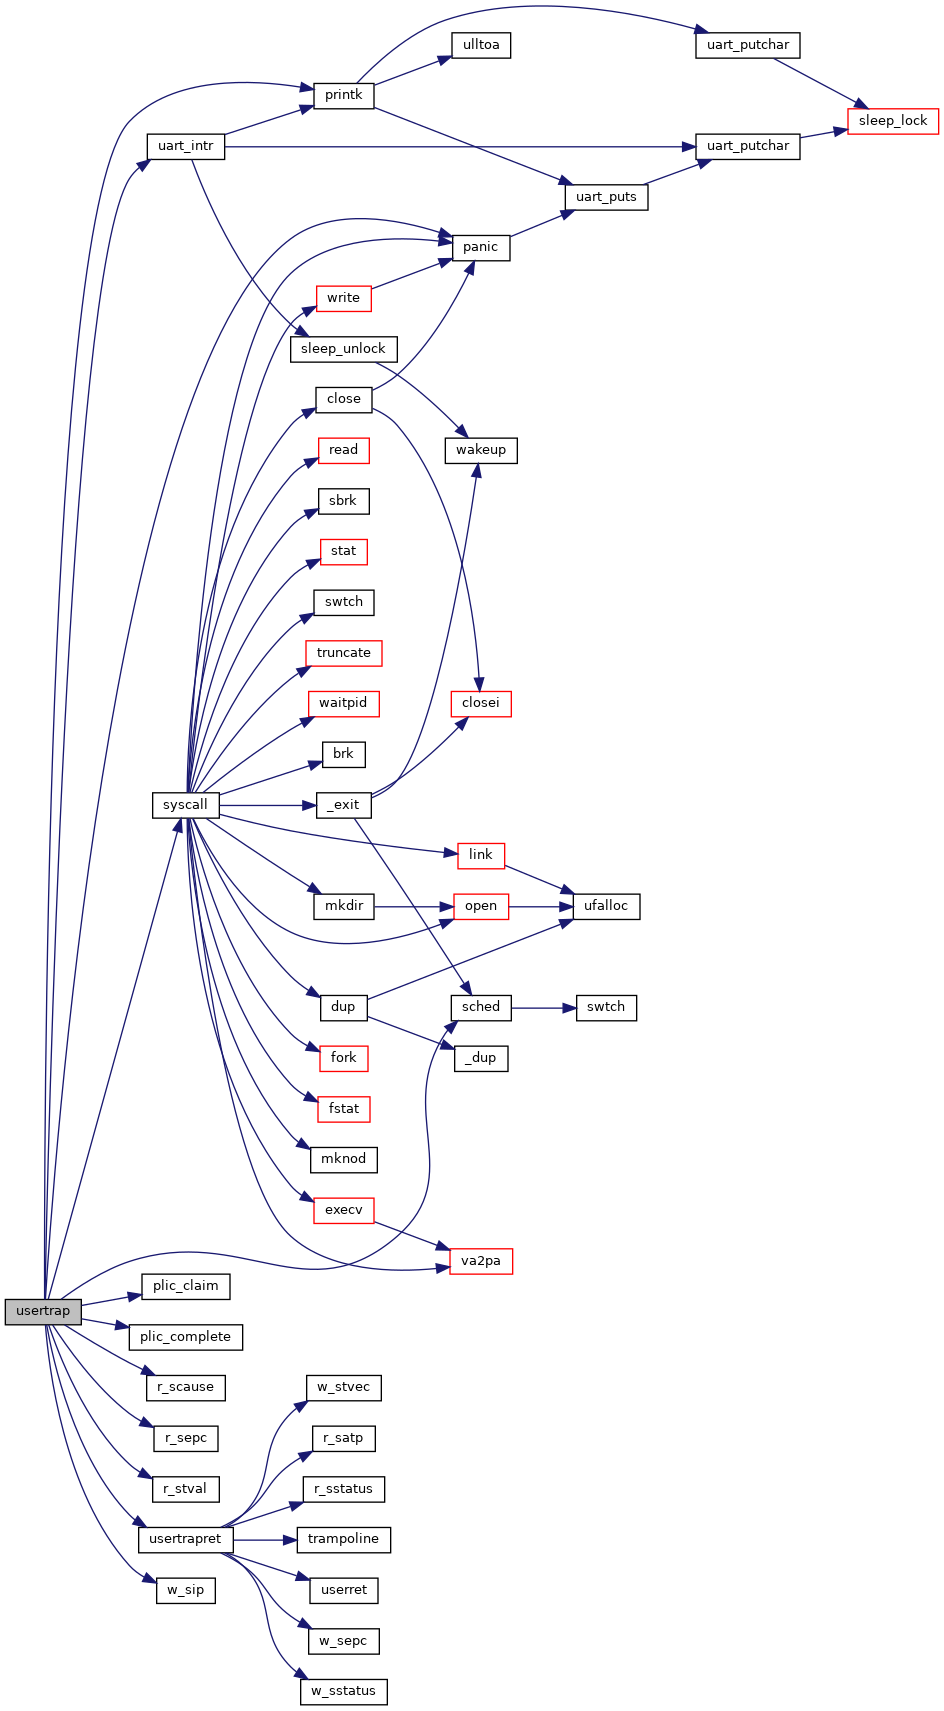 uart_putchar
ulltoa
printk
sleep_lock
uart_intr
uart_putchar
uart_puts
panic
write
sleep_unlock
close
wakeup
read
sbrk
stat
swtch
truncate
waitpid
closei
brk
syscall
_exit
link
mkdir
open
ufalloc
dup
sched
swtch
fork
_dup
fstat
mknod
execv
va2pa
plic_claim
usertrap
plic_complete
r_scause
w_stvec
r_sepc
r_satp
r_stval
r_sstatus
usertrapret
trampoline
w_sip
userret
w_sepc
w_sstatus